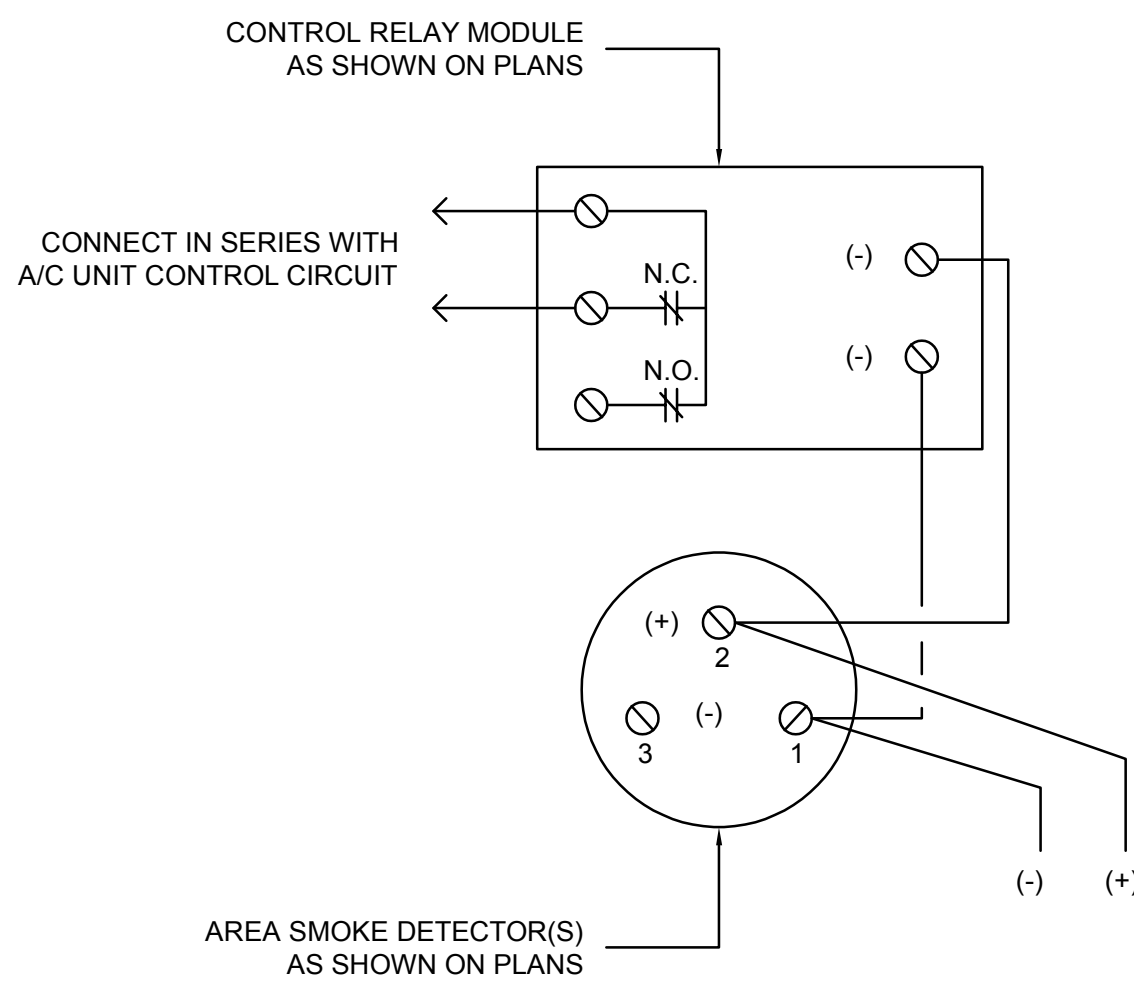 CONTROL RELAY MODULE
AS SHOWN ON PLANS
CONNECT IN SERIES WITH
A/C UNIT CONTROL CIRCUIT
N.C.
(-)
(-)
N.O.
(+)
2
(-)
3
1
(-)
(+)
AREA SMOKE DETECTOR(S)
AS SHOWN ON PLANS